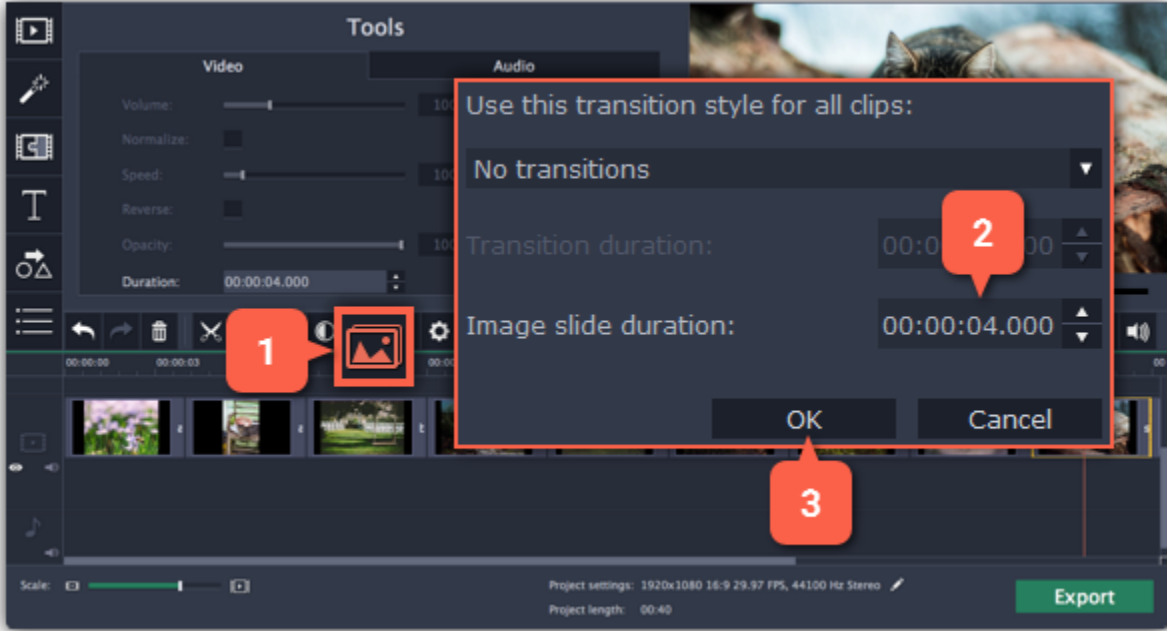 Tools
Video
Audio
Volume:
Normalize:
Speed:
Reverse:
Opacity:
Duration: 00:00:04.000
Use this transition style for all clips:
No transitions
Transition duration:
2
Image slide duration: 00:00:04.000
OK Cancel
1
3
T
00:00:00 00:00:03
Scale:
Project settings: 1920x1080 16:9 29.97 FPS, 44100 Hz Stereo
Project length: 00:40
Export